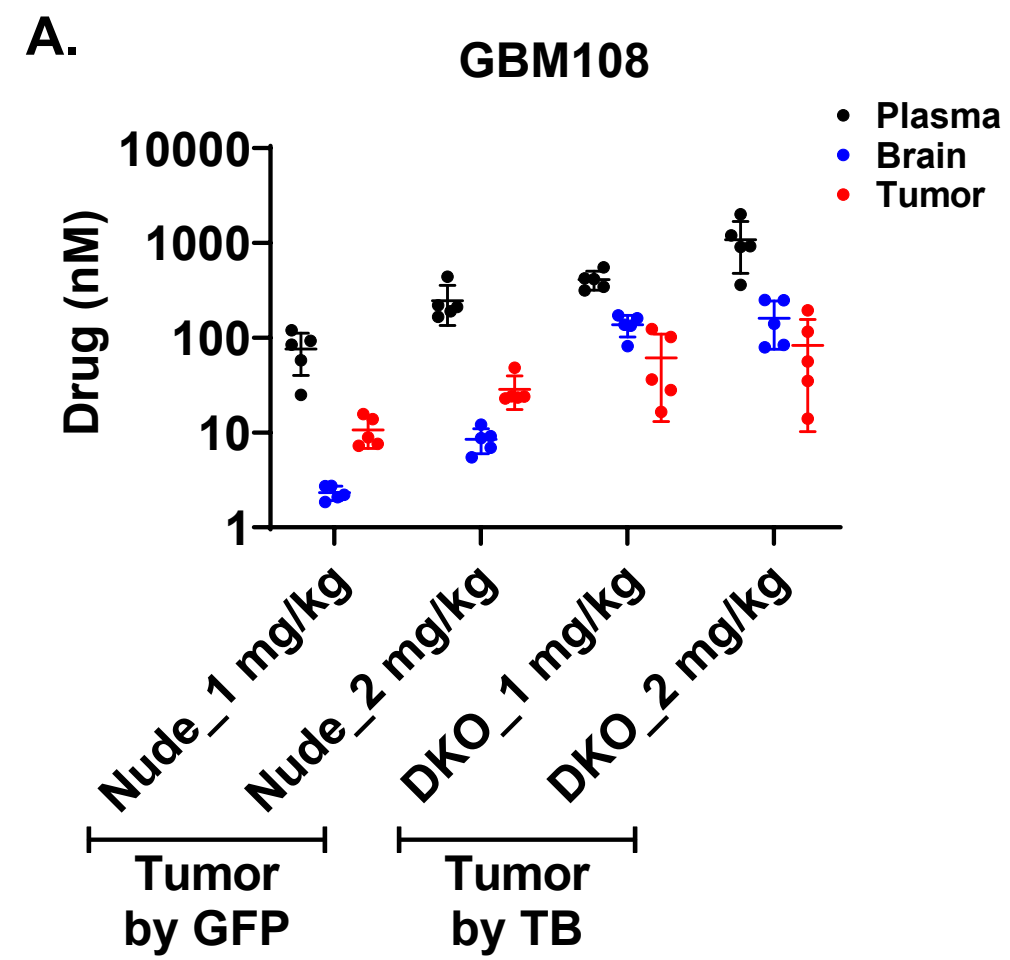 A.
GBM108
Plasma
Brain
Tumor
Drug (nM)
10000
1000
100
10
1
Nude_1 mg/kg
Nude_2 mg/kg
DKO_1 mg/kg
DKO_2 mg/kg
Tumor
by GFP
Tumor
by TB